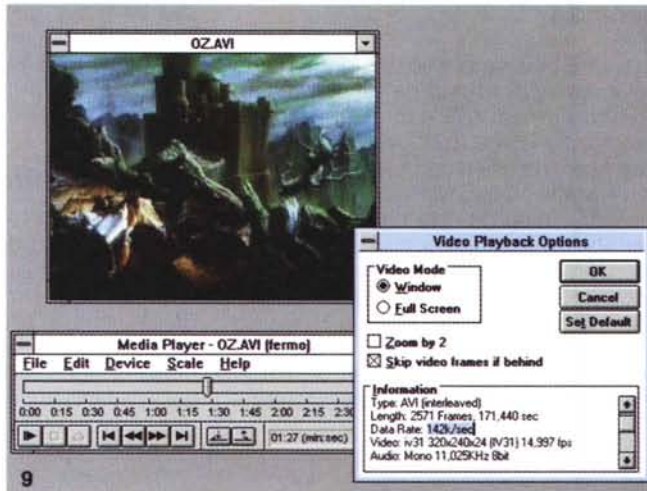 OZ.AVI
Video Playback Options
Video Mode
Window
Full Screen
OK
Cancel
Set Default
Zoom by 2
Skip video frames if behind
Information
Type: AVI (interleaved)
Length: 2571 Frames, 171,440 sec
Data Rate: 142k/sec
Video: iv31 320x240x24 (IV31) 14,997 fps
Audio: Mono 11,025KHz 8bit
Media Player - OZ.AVI (fermo)
File Edit Device Scale Help
0:00 0:15 0:30 0:45 1:00 1:15 1:30 1:45 2:00 2:15 2:30
01:27 (min:sec)
9